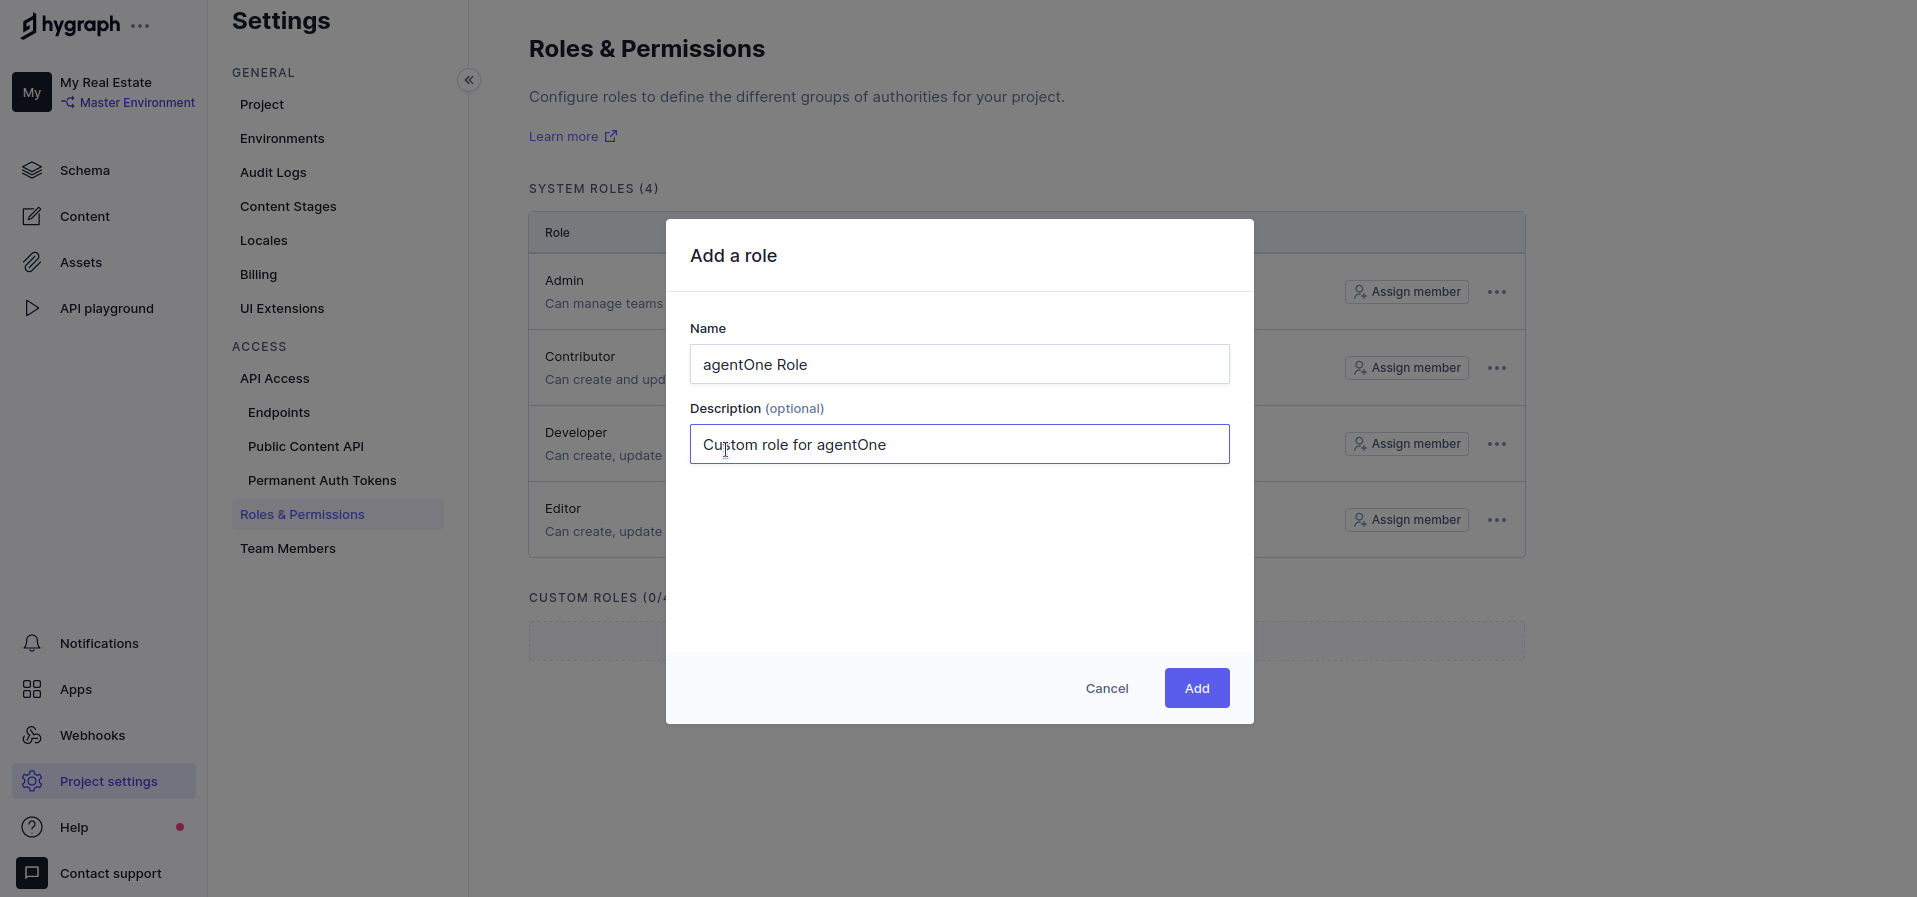 hygraph
My
My Real Estate
Master Environment
Schema
Content
Assets
API playground
Notifications
Apps
Webhooks
Project settings
Help
Contact support
Settings
GENERAL
Project
Environments
Audit Logs
Content Stages
Locales
Billing
UI Extensions
ACCESS
API Access
Endpoints
Public Content API
Permanent Auth Tokens
Roles & Permissions
Team Members
Roles & Permissions
Configure roles to define the different groups of authorities for your project.
Learn more
SYSTEM ROLES (4)
Role
Admin
Can manage teams
Assign member
Contributor
Can create and upd
Assign member
Developer
Can create, update
Assign member
Editor
Can create, update
Assign member
CUSTOM ROLES (0/4
Add a role
Name
agentOne Role
Description (optional)
Custom role for agentOne
Cancel
Add